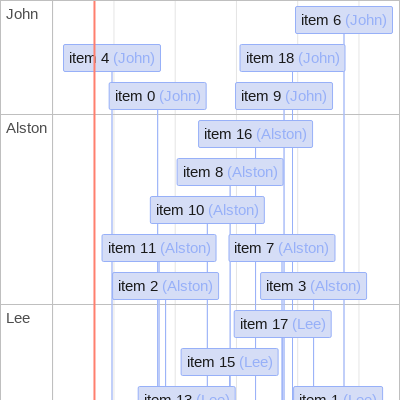 John
item 6 (John)
item 4 (John)
item 18 (John)
item 0 (John)
item 9 (John)
Alston
item 16 (Alston)
item 8 (Alston)
item 10 (Alston)
item 11 (Alston)
item 7 (Alston)
item 2 (Alston)
item 3 (Alston)
Lee
item 17 (Lee)
item 15 (Lee)
item 13 (Lee)
item 1 (Lee)